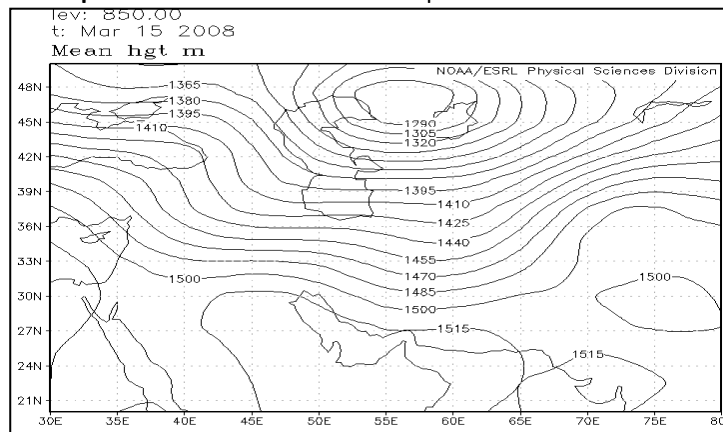 lev: 850.00
t: Mar 15 2008
Mean hgt m
NOAA/ESRL Physical Sciences Division
48N
45N
42N
39N
36N
33N
30N
27N
24N
21N
1365
1380
1395
1410
1290
1305
1320
1395
1410
1425
1440
1455
1470
1485
1500
1500
1500
1515
1515
30E 35E 40E 45E 50E 55E 60E 65E 70E 75E 80